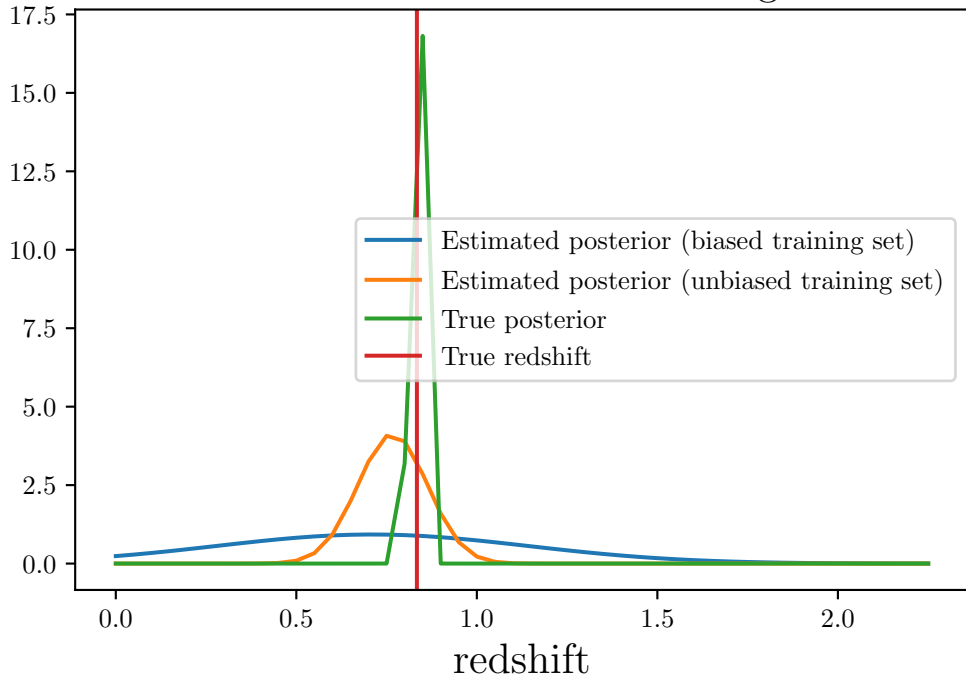 17.5
15.0
12.5
10.0
7.5
5.0
2.5
0.0
Estimated posterior (biased training set)
Estimated posterior (unbiased training set)
True posterior
True redshift
0.0 0.5 1.0 1.5 2.0
redshift